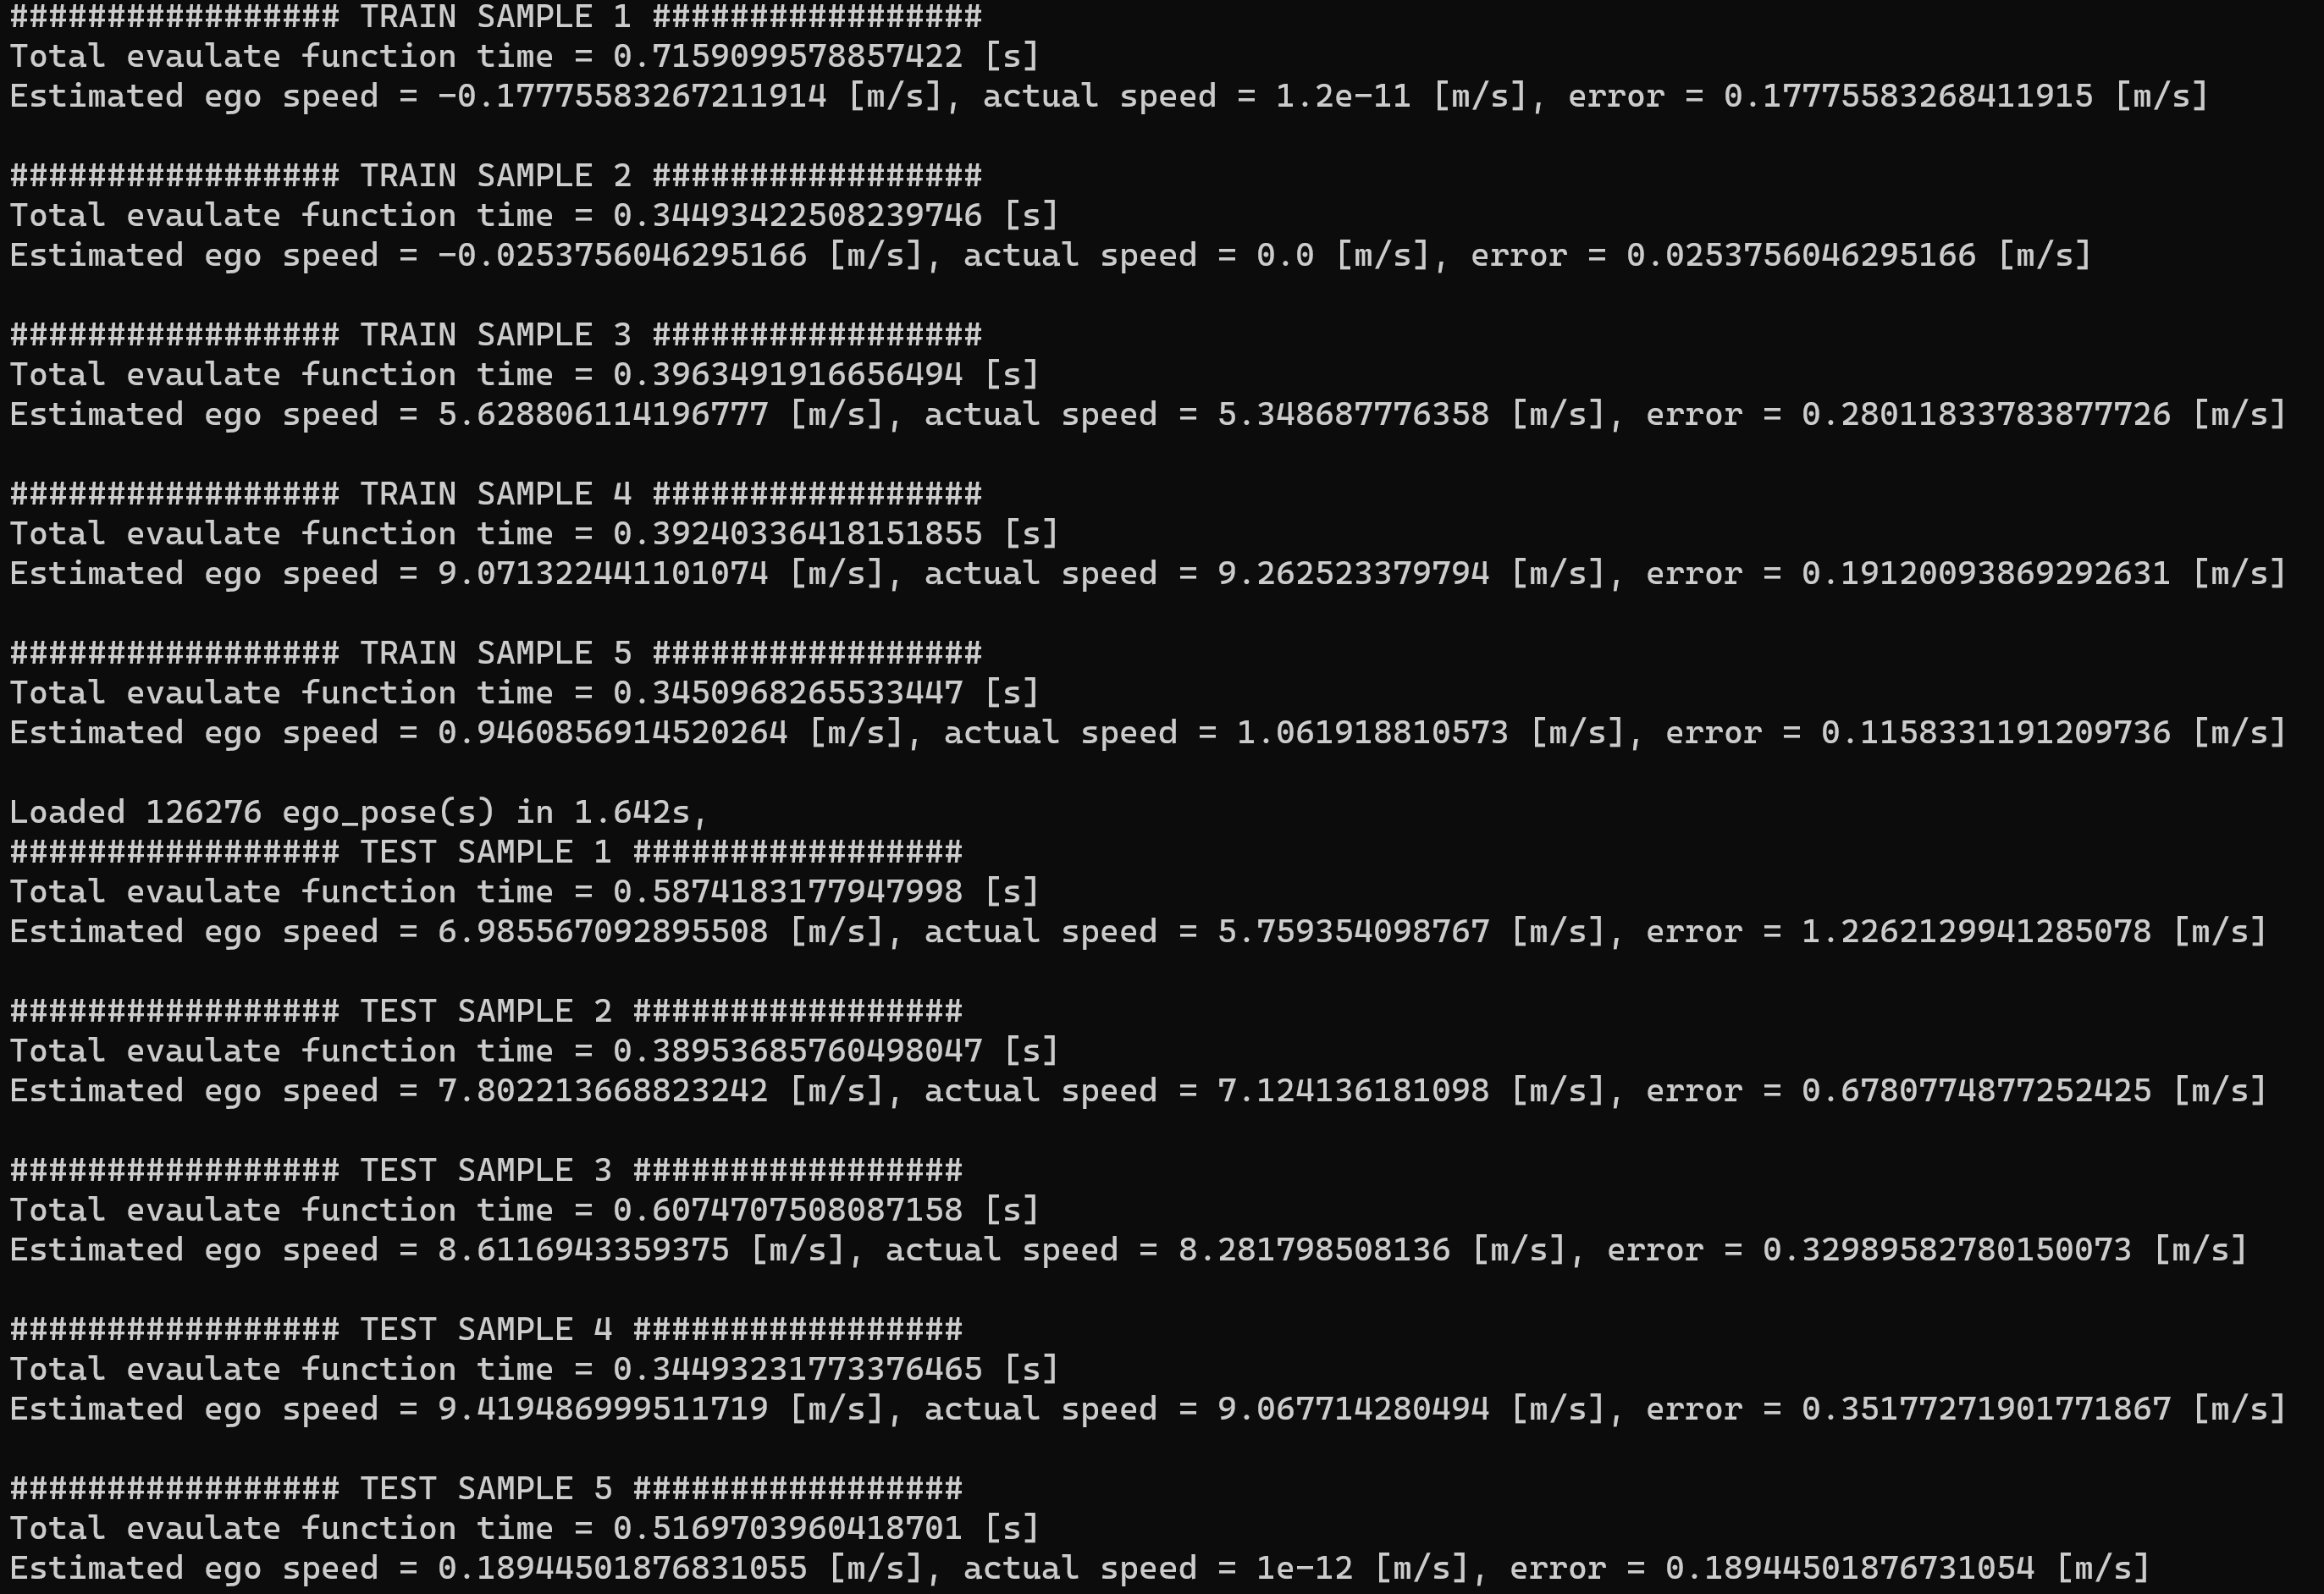 ################# TRAIN SAMPLE 1 #################
Total evaulate function time = 0.7159099578857422 [s]
Estimated ego speed = -0.17775583267211914 [m/s], actual speed = 1.2e-11 [m/s], error = 0.17775583268411915 [m/s]
################# TRAIN SAMPLE 2 #################
Total evaulate function time = 0.344934225082397​46 [s]
Estimated ego speed = -0.0253756046295166 [m/s], actual speed = 0.0 [m/s], error = 0.0253756046295166 [m/s]
################# TRAIN SAMPLE 3 #################
Total evaulate function time = 0.3963491916656494 [s]
Estimated ego speed = 5.628806114196777 [m/s], actual speed = 5.348687776358 [m/s], error = 0.28011833783877726 [m/s]
################# TRAIN SAMPLE 4 #################
Total evaulate function time = 0.39240336418151855 [s]
Estimated ego speed = 9.071322441101074 [m/s], actual speed = 9.262523379794 [m/s], error = 0.19120093869292631 [m/s]
################# TRAIN SAMPLE 5 #################
Total evaulate function time = 0.3450968265533447 [s]
Estimated ego speed = 0.9460856914520264 [m/s], actual speed = 1.061918810573 [m/s], error = 0.1158331191209736 [m/s]
Loaded 126276 ego_pose(s) in 1.642s,
################# TEST SAMPLE 1 #################
Total evaulate function time = 0.5874183177947998 [s]
Estimated ego speed = 6.985567092895508 [m/s], actual speed = 5.759354098767 [m/s], error = 1.2262129941285078 [m/s]
################# TEST SAMPLE 2 #################
Total evaulate function time = 0.38953685760498047 [s]
Estimated ego speed = 7.802213668823242 [m/s], actual speed = 7.124136181098 [m/s], error = 0.6780774877252425 [m/s]
################# TEST SAMPLE 3 #################
Total evaulate function time = 0.6074707508087158 [s]
Estimated ego speed = 8.6116943359375 [m/s], actual speed = 8.281798508136 [m/s], error = 0.32989582780150073 [m/s]
################# TEST SAMPLE 4 #################
Total evaulate function time = 0.34493231773376465 [s]
Estimated ego speed = 9.419486999511719 [m/s], actual speed = 9.067714280494 [m/s], error = 0.35177271901771867 [m/s]
################# TEST SAMPLE 5 #################
Total evaulate function time = 0.5169703960418701 [s]
Estimated ego speed = 0.18944501876831055 [m/s], actual speed = 1e-12 [m/s], error = 0.18944501876731054 [m/s]